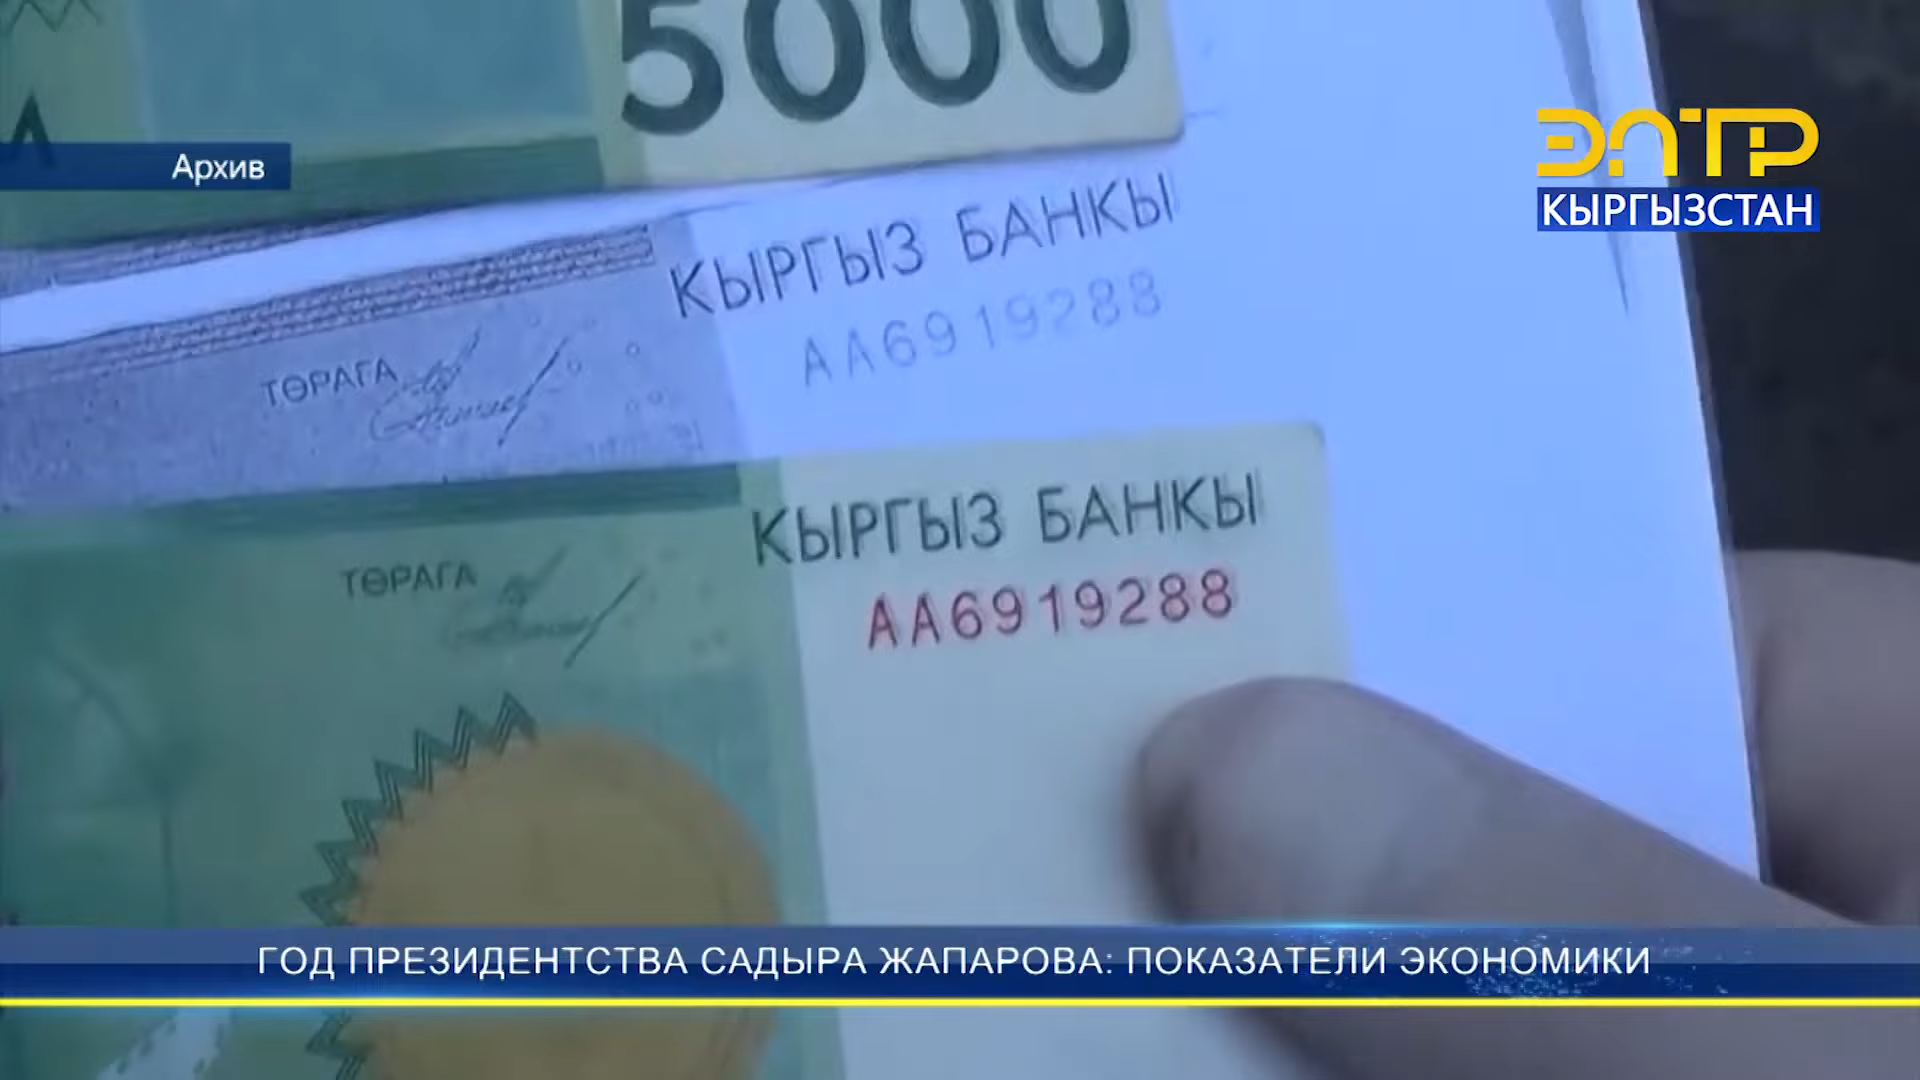 5000
Архив
ЭЛТР
КЫРГЫЗСТАН
КЫРГЫЗ БАНКЫ
АА6919288
ТӨРАГА
КЫРГЫЗ БАНКЫ
АА6919288
ТӨРАГА
ГОД ПРЕЗИДЕНТСТВА САДЫРА ЖАПАРОВА: ПОКАЗАТЕЛИ ЭКОНОМИКИ